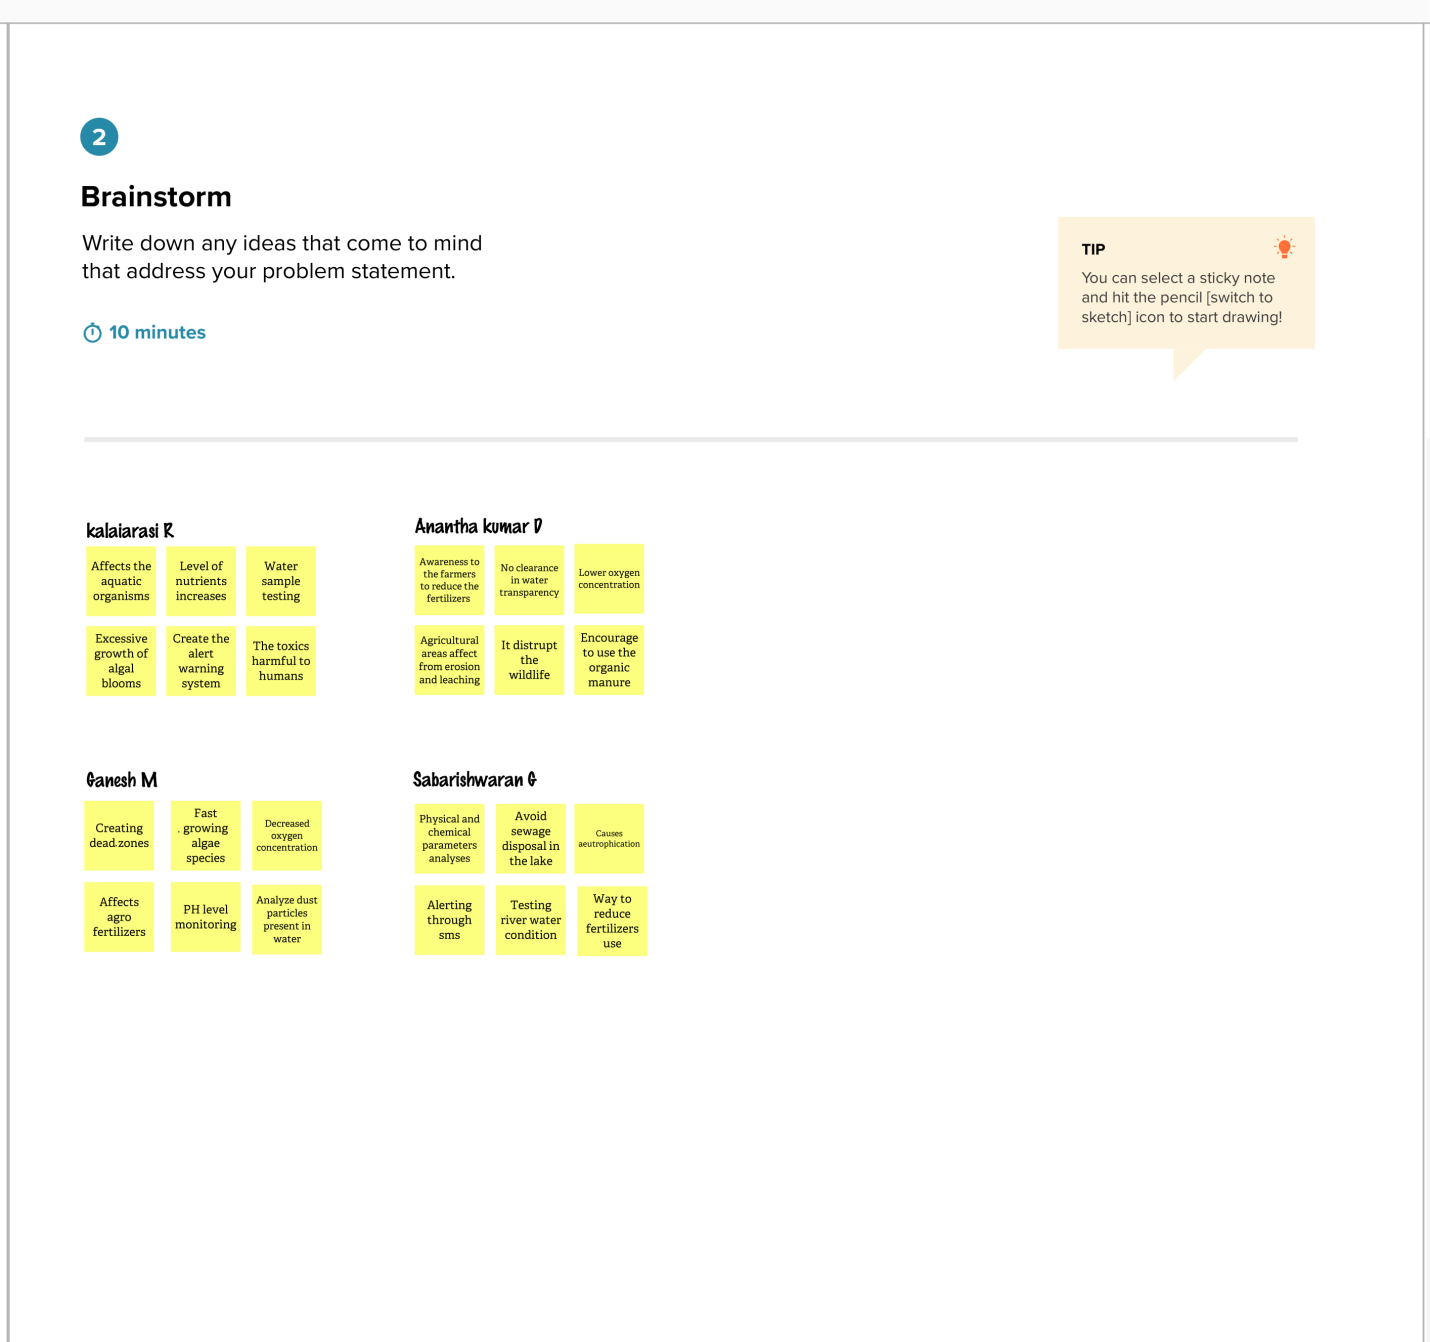 2
Brainstorm
Write down any ideas that come to mind
that address your problem statement.
10 minutes
TIP
You can select a sticky note
and hit the pencil [switch to
sketch] icon to start drawing!
kalaiarasi R
Affects the
aquatic
organisms
Level of
nutrients
increases
Water
sample
testing
Excessive
growth of
algal
blooms
Create the
alert
warning
system
The toxics
harmful to
humans
Anantha kumar D
Awareness to
the farmers
to reduce the
fertilizers
No clearance
in water
transparency
Lower oxygen
concentration
Agricultural
areas affect
from erosion
and leaching
It distrupt
the
wildlife
Encourage
to use the
organic
manure
Ganesh M
Creating
dead.zones
Fast
. growing
algae
species
Decreased
oxygen
concentration
Affects
agro
fertilizers
PH level
monitoring
Analyze dust
particles
present in
water
Sabarishwaran G
Physical and
chemical
parameters
analyses
Avoid
sewage
disposal in
the lake
Causes
aeutrophication
Alerting
through
sms
Testing
river water
condition
Way to
reduce
fertilizers
use